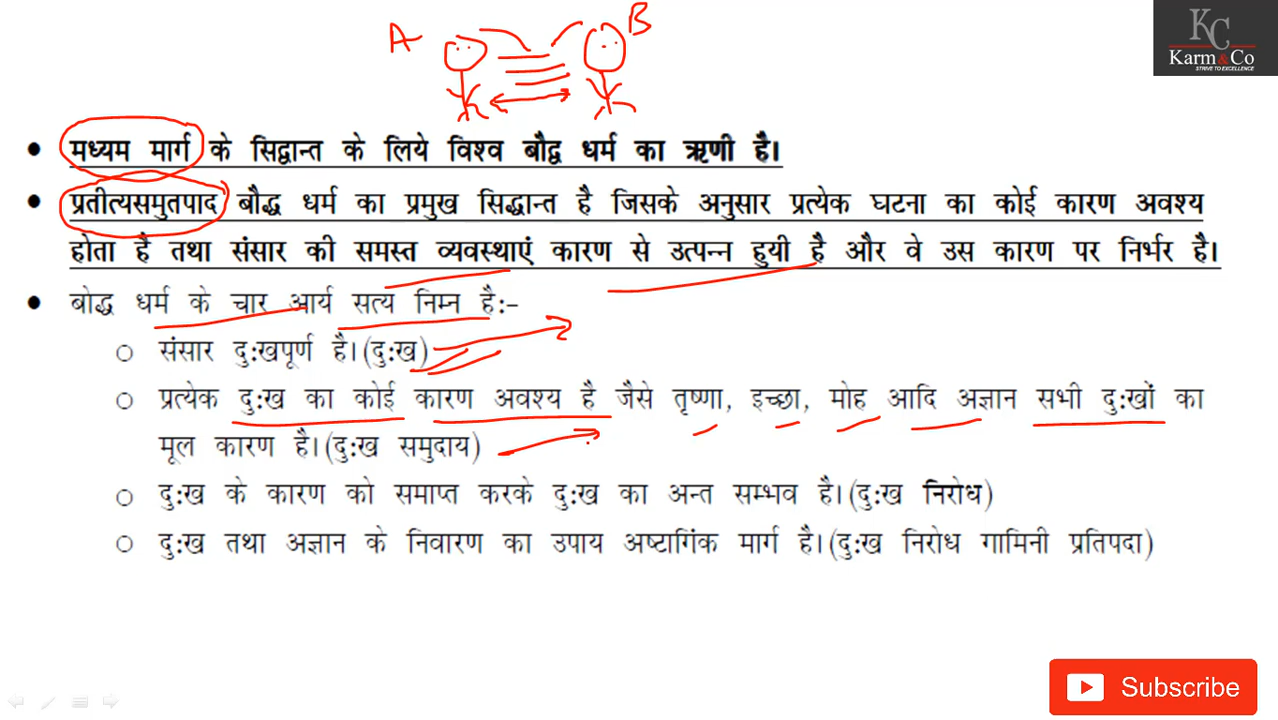 A
B
KC
Karm&Co
STRIVE TO EXCELLENCE
• मध्यम मार्ग के सिद्वान्त के लिये विश्व बौद्व धर्म का ऋणी है।
• प्रतीत्यसमुतपाद बौद्ध धर्म का प्रमुख सिद्धान्त है जिसके अनुसार प्रत्येक घटना का कोई कारण अवश्य
होता है तथा संसार की समस्त व्यवस्थाएं कारण से उत्पन्न हुयी है और वे उस कारण पर निर्भर है।
• बोद्ध धर्म के चार आर्य सत्य निम्न है:–
○ संसार दुःखपूर्ण है।(दुःख)
○ प्रत्येक दुःख का कोई कारण अवश्य है जैसे तृष्णा, इच्छा, मोह आदि अज्ञान सभी दुःखों का
मूल कारण है।(दुःख समुदाय)
○ दुःख के कारण को समाप्त करके दुःख का अन्त सम्भव है।(दुःख निरोध)
○ दुःख तथा अज्ञान के निवारण का उपाय अष्टागिंक मार्ग है।(दुःख निरोध गामिनी प्रतिपदा)
Subscribe